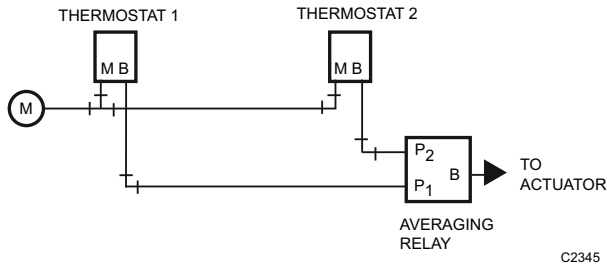 THERMOSTAT 1
THERMOSTAT 2
M B
M B
M
P2
P1
B
TO
ACTUATOR
AVERAGING
RELAY
C2345